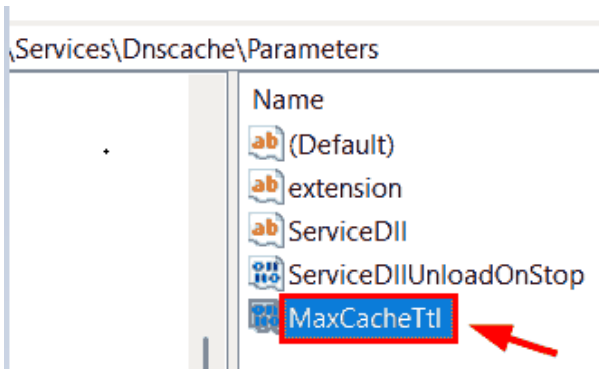 \Services\Dnscache\Parameters
Name
(Default)
extension
ServiceDll
ServiceDllUnloadOnStop
MaxCacheTtl